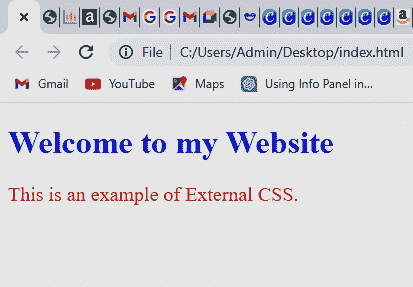 File C:/Users/Admin/Desktop/index.html
Gmail YouTube Maps Using Info Panel in...
Welcome to my Website
This is an example of External CSS.